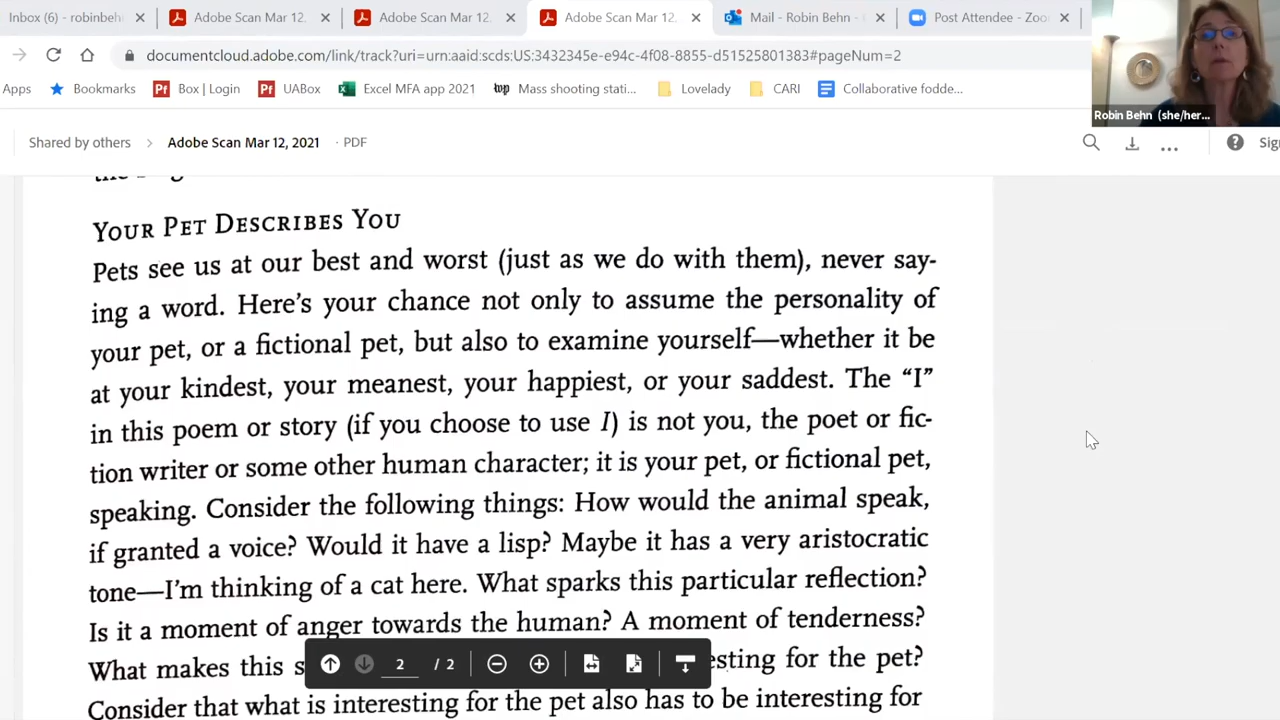 Inbox (6) - robinbeh
Adobe Scan Mar 12,
Adobe Scan Mar 12,
Adobe Scan Mar 12,
Mail - Robin Behn -
Post Attendee - Zoo
documentcloud.adobe.com/link/track?uri=urn:aaid:scds:US:3432345e-e94c-4f08-8855-d51525801383#pageNum=2
Apps
Bookmarks
Box | Login
UABox
Excel MFA app 2021
Mass shooting stati...
Lovelady
CARI
Collaborative fodde...
Robin Behn (she/her...
Shared by others > Adobe Scan Mar 12, 2021 · PDF
Sig
YOUR PET DESCRIBES YOU
Pets see us at our best and worst (just as we do with them), never say-
ing a word. Here's your chance not only to assume the personality of
your pet, or a fictional pet, but also to examine yourself—whether it be
at your kindest, your meanest, your happiest, or your saddest. The "I"
in this poem or story (if you choose to use I) is not you, the poet or fic-
tion writer or some other human character; it is your pet, or fictional pet,
speaking. Consider the following things: How would the animal speak,
if granted a voice? Would it have a lisp? Maybe it has a very aristocratic
tone—I'm thinking of a cat here. What sparks this particular reflection?
Is it a moment of anger towards the human? A moment of tenderness?
What makes this s
esting for the pet?
2 / 2
Consider that what is interesting for the pet also has to be interesting for